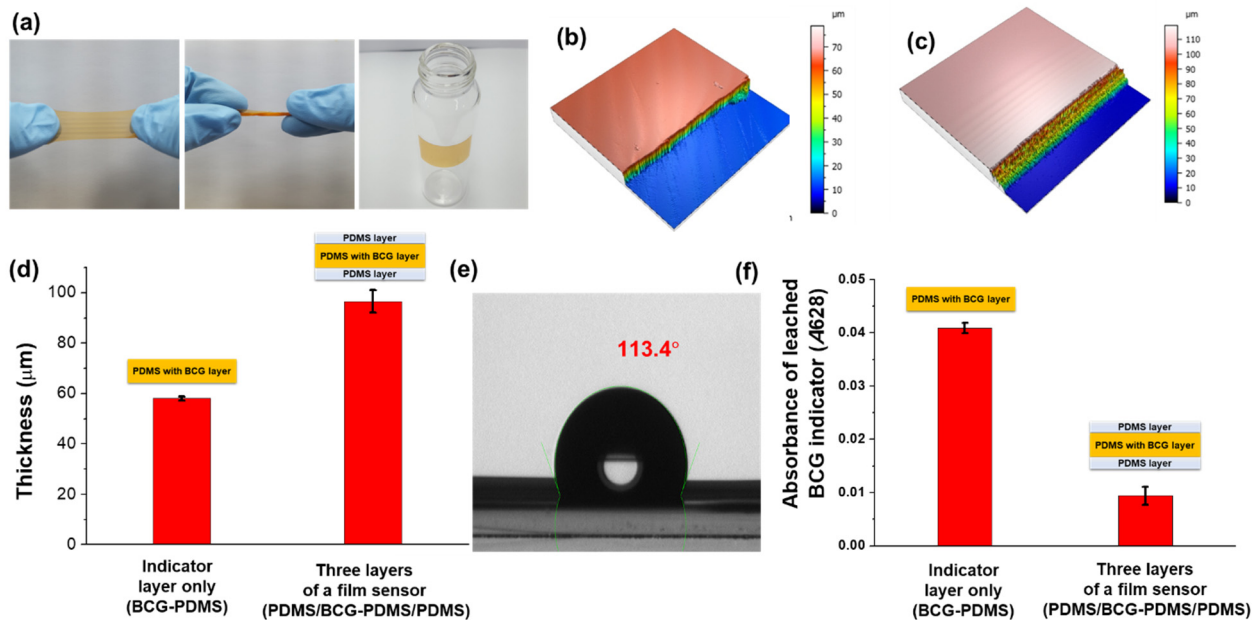 (a)
(b)
µm
70
60
50
40
30
20
10
0
(c)
µm
110
100
90
80
70
60
50
40
30
20
10
0
(d)
Thickness (µm)
100
80
60
40
20
0
PDMS with BCG layer
PDMS layer
PDMS with BCG layer
PDMS layer
Indicator
layer only
(BCG-PDMS)
Three layers
of a film sensor
(PDMS/BCG-PDMS/PDMS)
(e)
113.4°
(f)
Absorbance of leached
BCG indicator (A628)
0.05
0.04
0.03
0.02
0.01
0.00
PDMS with BCG layer
PDMS layer
PDMS with BCG layer
PDMS layer
Indicator
layer only
(BCG-PDMS)
Three layers
of a film sensor
(PDMS/BCG-PDMS/PDMS)